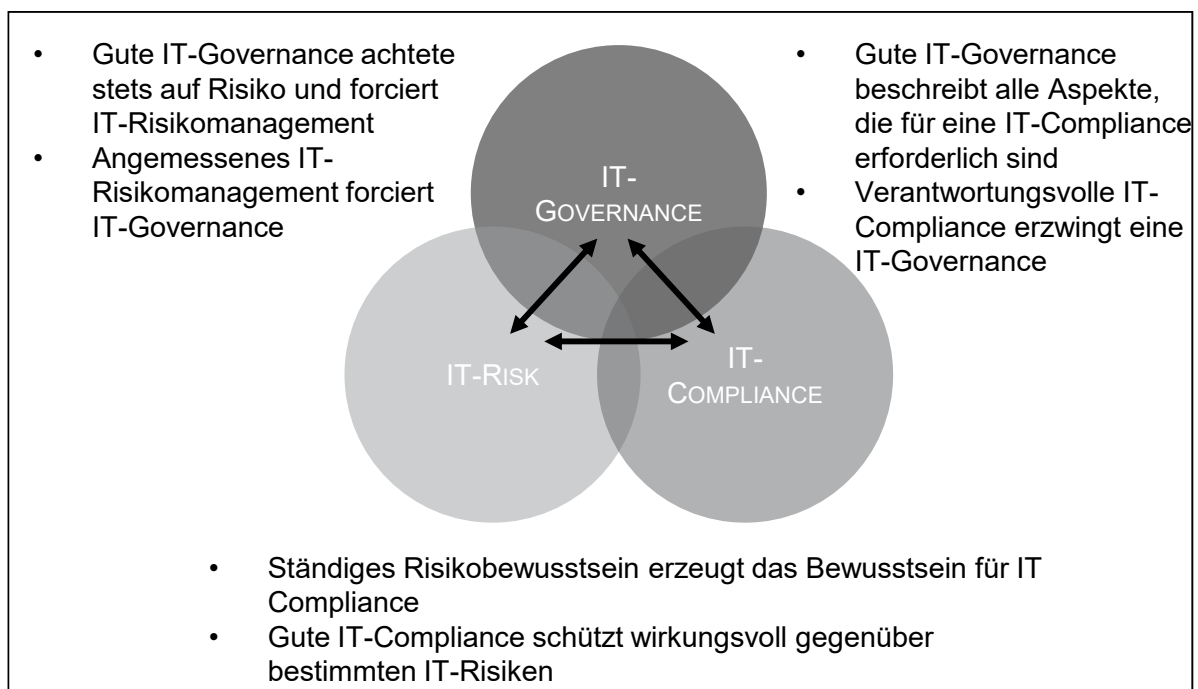 • Gute IT-Governance achtete
stets auf Risiko und forciert
IT-Risikomanagement
• Angemessenes IT-
Risikomanagement forciert
IT-Governance
• Gute IT-Governance
beschreibt alle Aspekte,
die für eine IT-Compliance
erforderlich sind
• Verantwortungsvolle IT-
Compliance erzwingt eine
IT-Governance
IT-
GOVERNANCE
IT-RISK
IT-
COMPLIANCE
• Ständiges Risikobewusstsein erzeugt das Bewusstsein für IT
Compliance
• Gute IT-Compliance schützt wirkungsvoll gegenüber
bestimmten IT-Risiken